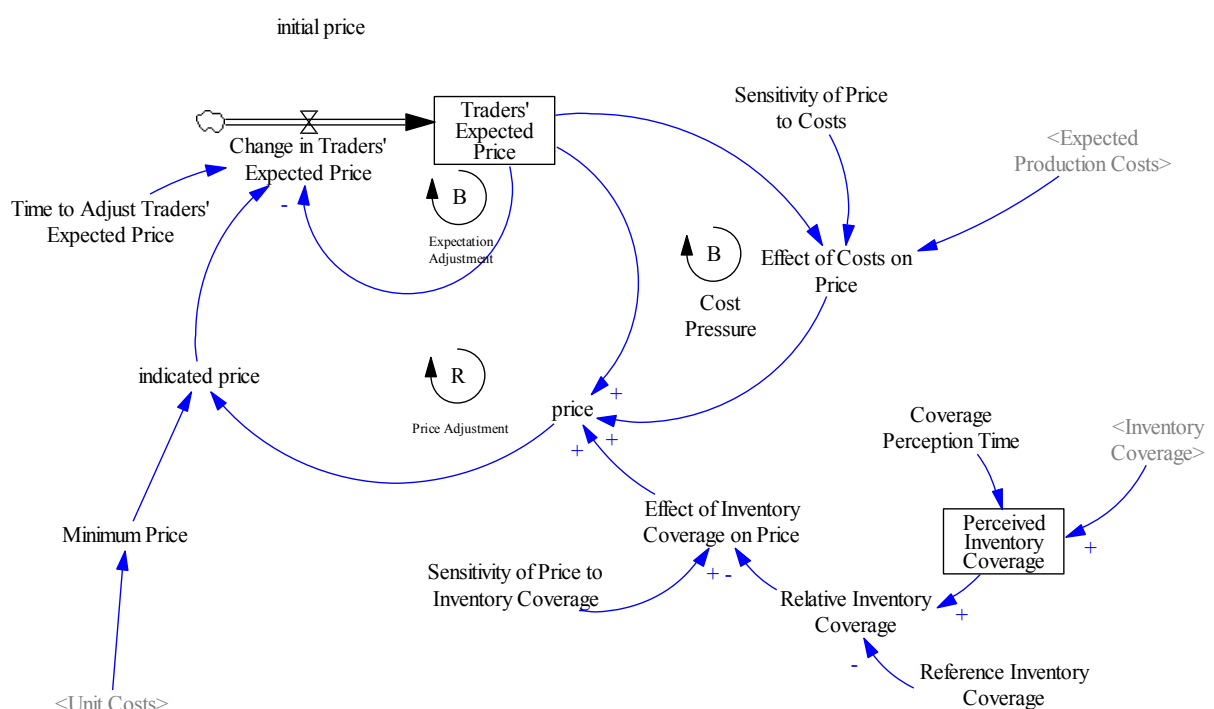 initial price
Traders'
Expected
Price
Sensitivity of Price
to Costs
<Expected
Production Costs>
Change in Traders'
Expected Price
-
B
Expectation
Adjustment
Time to Adjust Traders'
Expected Price
B
Cost
Pressure
Effect of Costs on
Price
indicated price
R
Price Adjustment
price
+
+
+
Coverage
Perception Time
<Inventory
Coverage>
Minimum Price
Effect of Inventory
Coverage on Price
Perceived
Inventory
Coverage
+
Sensitivity of Price to
Inventory Coverage
+
-
Relative Inventory
Coverage
+
-
Reference Inventory
Coverage
<Unit Costs>